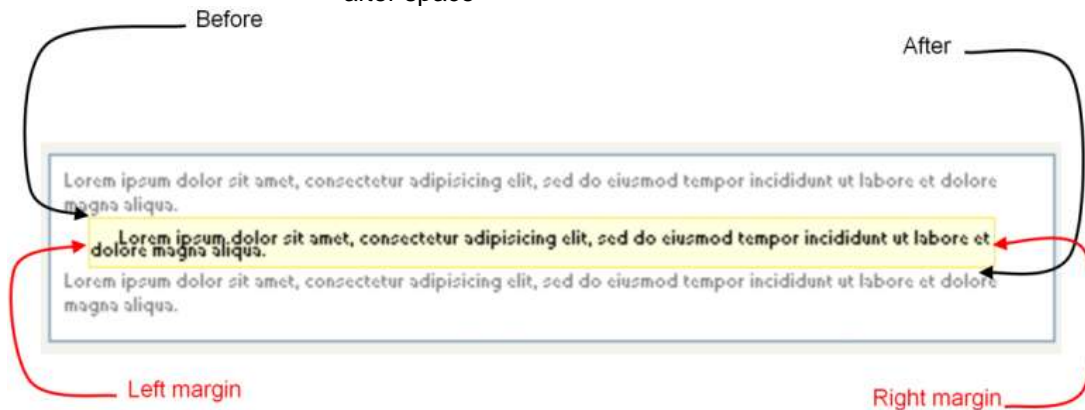 after space
Before
After
Lorem ipsum dolor sit amet, consectetur adipisicing elit, sed do eiusmod tempor incididunt ut labore et dolore
magna aliqua.
Lorem ipsum dolor sit amet, consectetur adipisicing elit, sed do eiusmod tempor incididunt ut labore et
dolore magna aliqua.
Lorem ipsum dolor sit amet, consectetur adipisicing elit, sed do eiusmod tempor incididunt ut labore et dolore
magna aliqua.
Left margin
Right margin